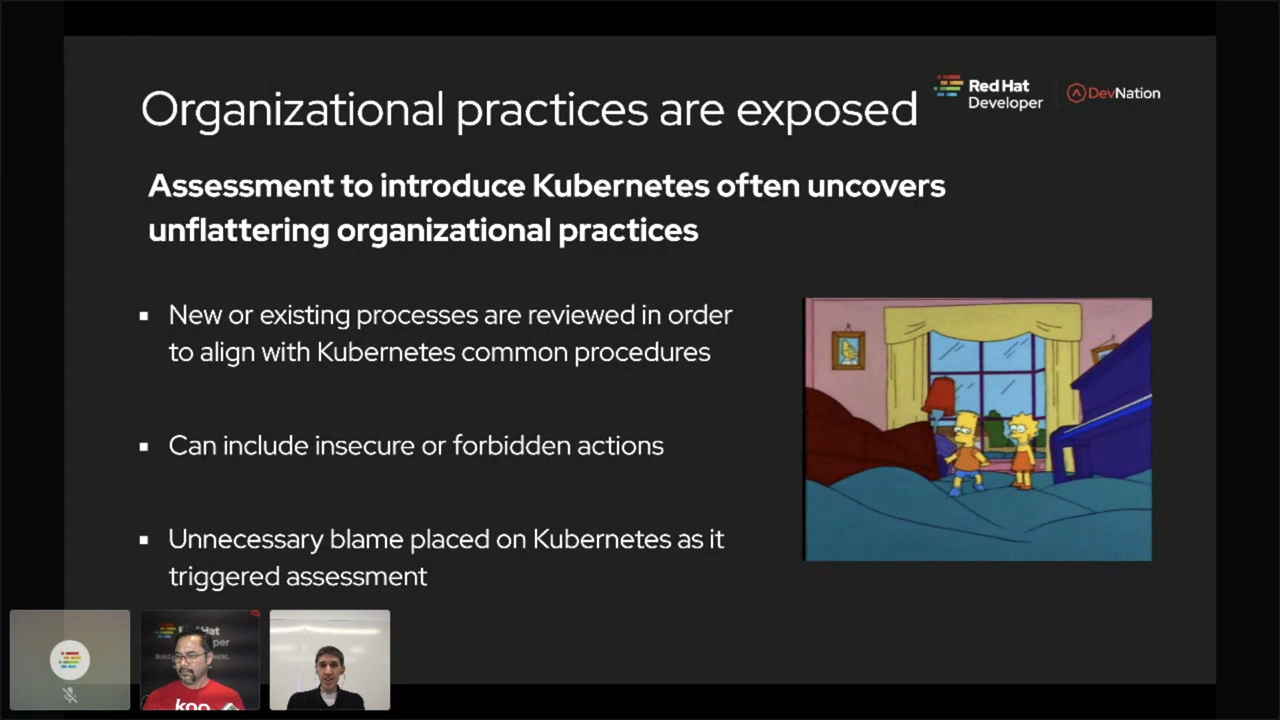 Organizational practices are exposed
Red Hat
Developer
DevNation
Assessment to introduce Kubernetes often uncovers
unflattering organizational practices
▪ New or existing processes are reviewed in order
to align with Kubernetes common procedures
▪ Can include insecure or forbidden actions
▪ Unnecessary blame placed on Kubernetes as it
triggered assessment